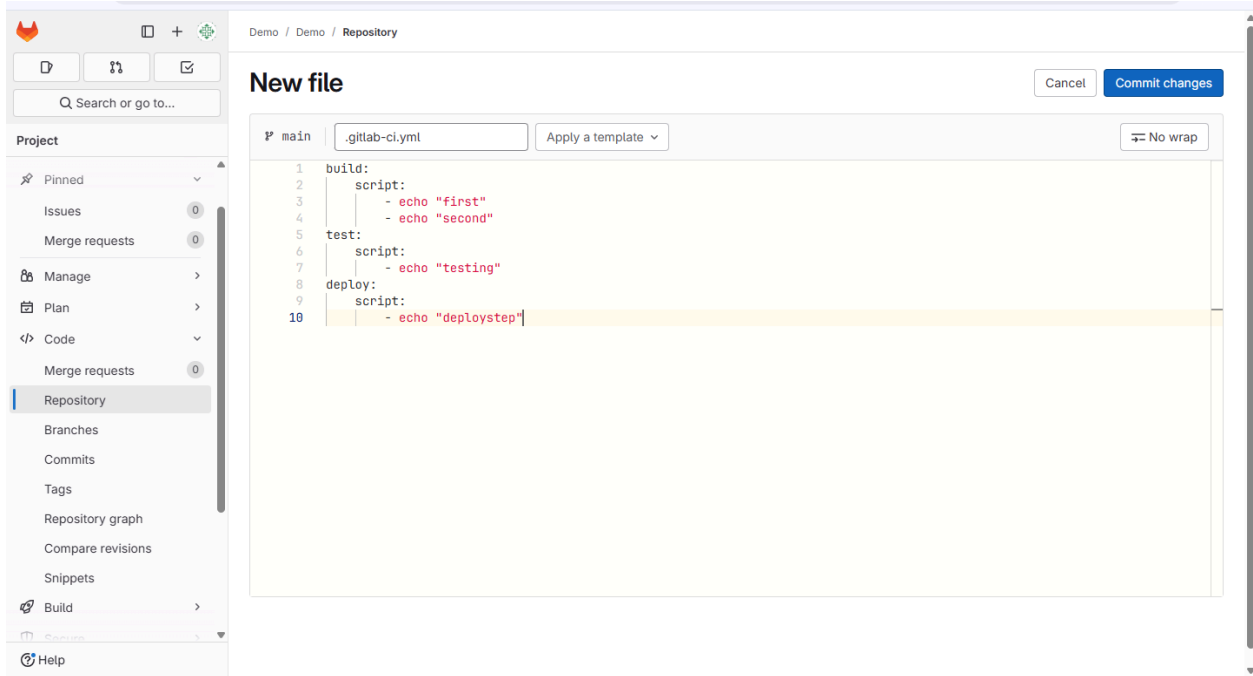 Demo / Demo / Repository
Search or go to...
Project
Pinned
Issues 0
Merge requests 0
Manage
Plan
Code
Merge requests 0
Repository
Branches
Commits
Tags
Repository graph
Compare revisions
Snippets
Build
Secure
Help
New file
Cancel
Commit changes
main
.gitlab-ci.yml
Apply a template
No wrap
1 build:
2 script:
3 - echo "first"
4 - echo "second"
5 test:
6 script:
7 - echo "testing"
8 deploy:
9 script:
10 - echo "deploystep"